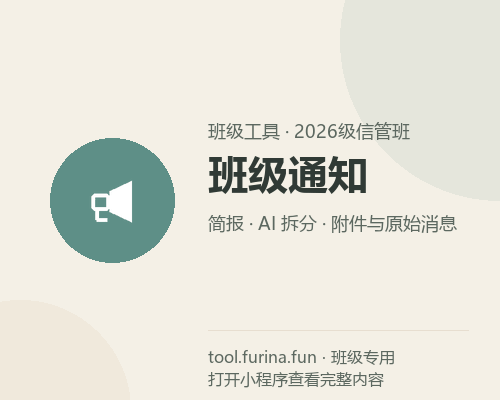 班级工具 · 2026级信管班
班级通知
简报 · AI 拆分 · 附件与原始消息
tool.furina.fun · 班级专用
打开小程序查看完整内容